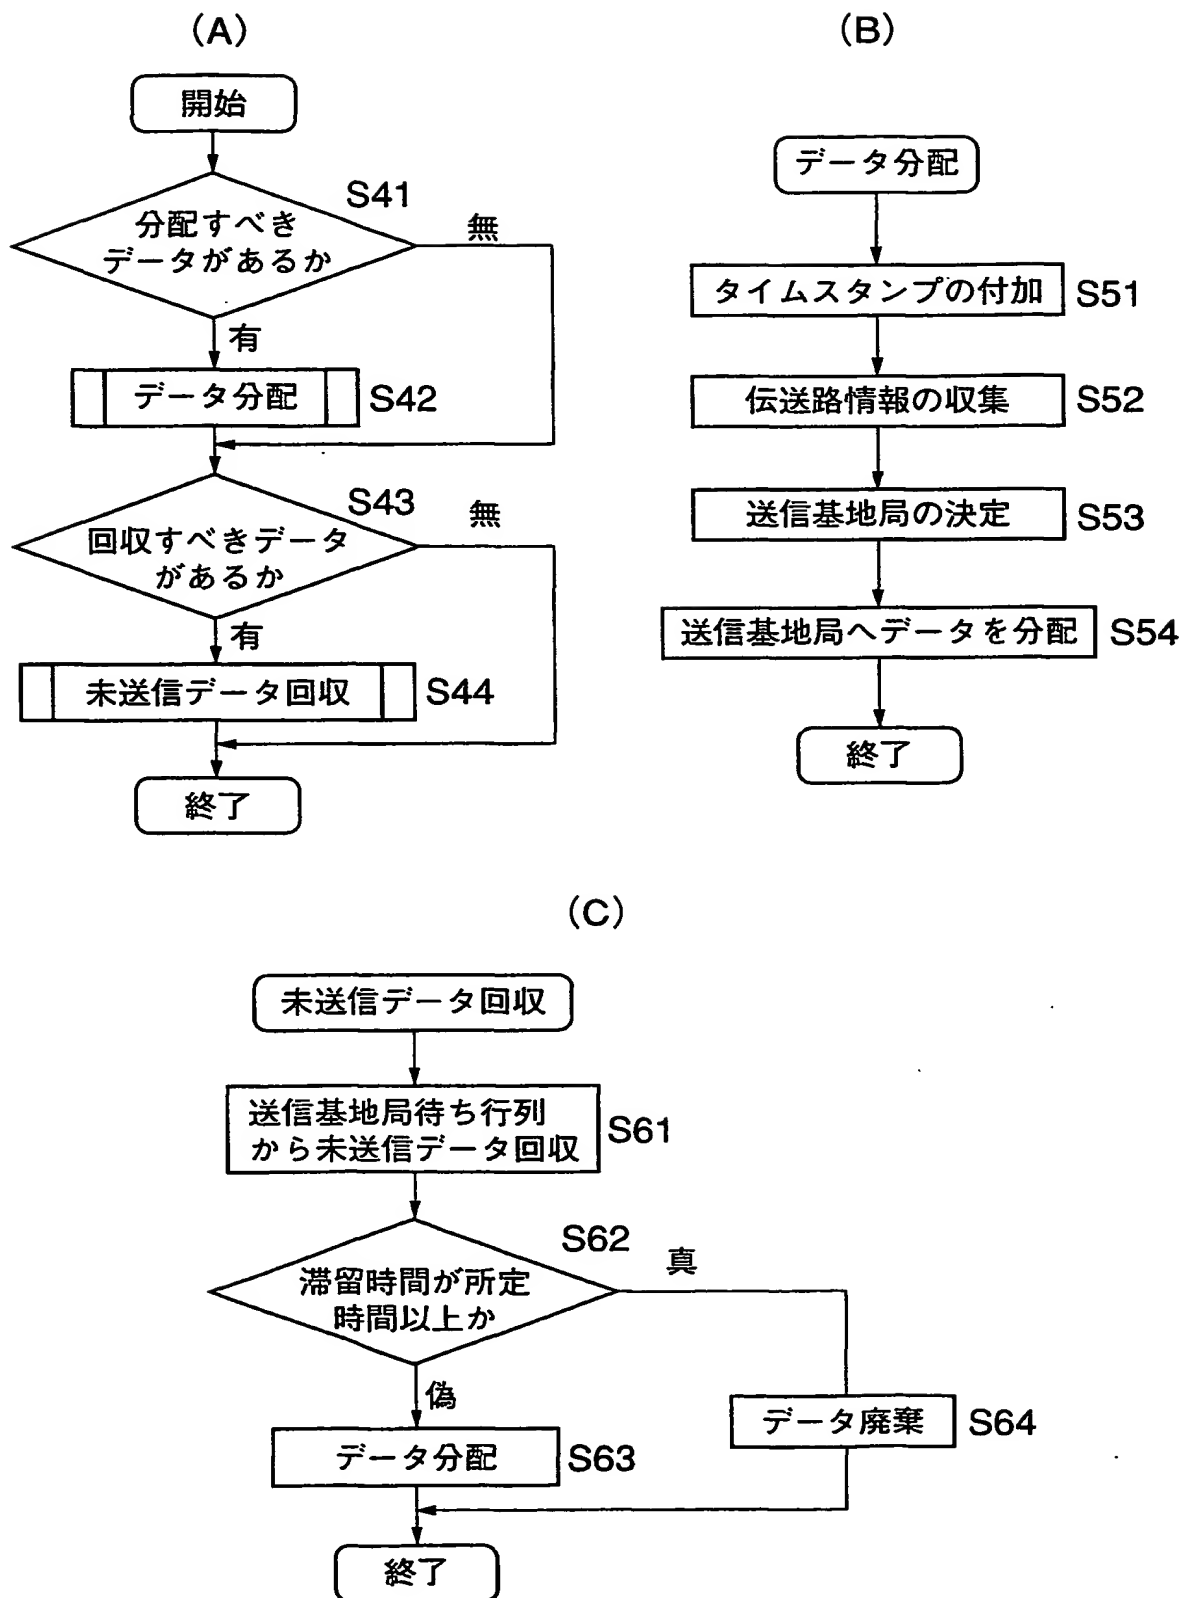 (A)
開始
S41
分配すべき
データがあるか
無
有
データ分配
S42
S43
回収すべきデータ
があるか
無
有
未送信データ回収
S44
終了
(B)
データ分配
タイムスタンプの付加
S51
伝送路情報の収集
S52
送信基地局の決定
S53
送信基地局へデータを分配
S54
終了
(C)
未送信データ回収
送信基地局待ち行列
から未送信データ回収
S61
S62
滞留時間が所定
時間以上か
真
偽
データ分配
S63
データ廃棄
S64
終了